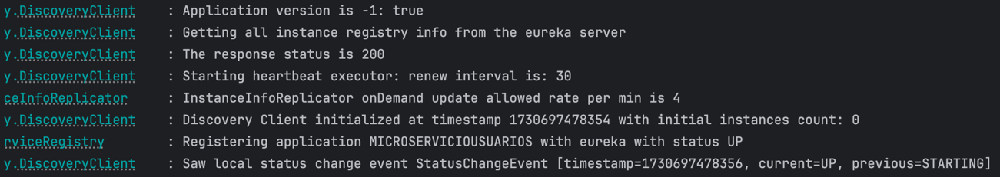 y.DiscoveryClient : Application version is -1: true
y.DiscoveryClient : Getting all instance registry info from the eureka server
y.DiscoveryClient : The response status is 200
y.DiscoveryClient : Starting heartbeat executor: renew interval is: 30
ceInfoReplicator : InstanceInfoReplicator onDemand update allowed rate per min is 4
y.DiscoveryClient : Discovery Client initialized at timestamp 1730697478354 with initial instances count: 0
rviceRegistry : Registering application MICROSERVICIOUSUARIOS with eureka with status UP
y.DiscoveryClient : Saw local status change event StatusChangeEvent [timestamp=1730697478356, current=UP, previous=STARTING]